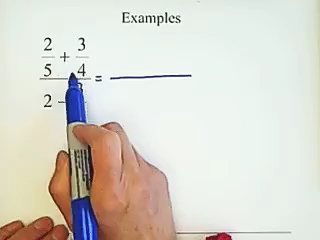 Examples
2/5 + 3/4 =
2 -